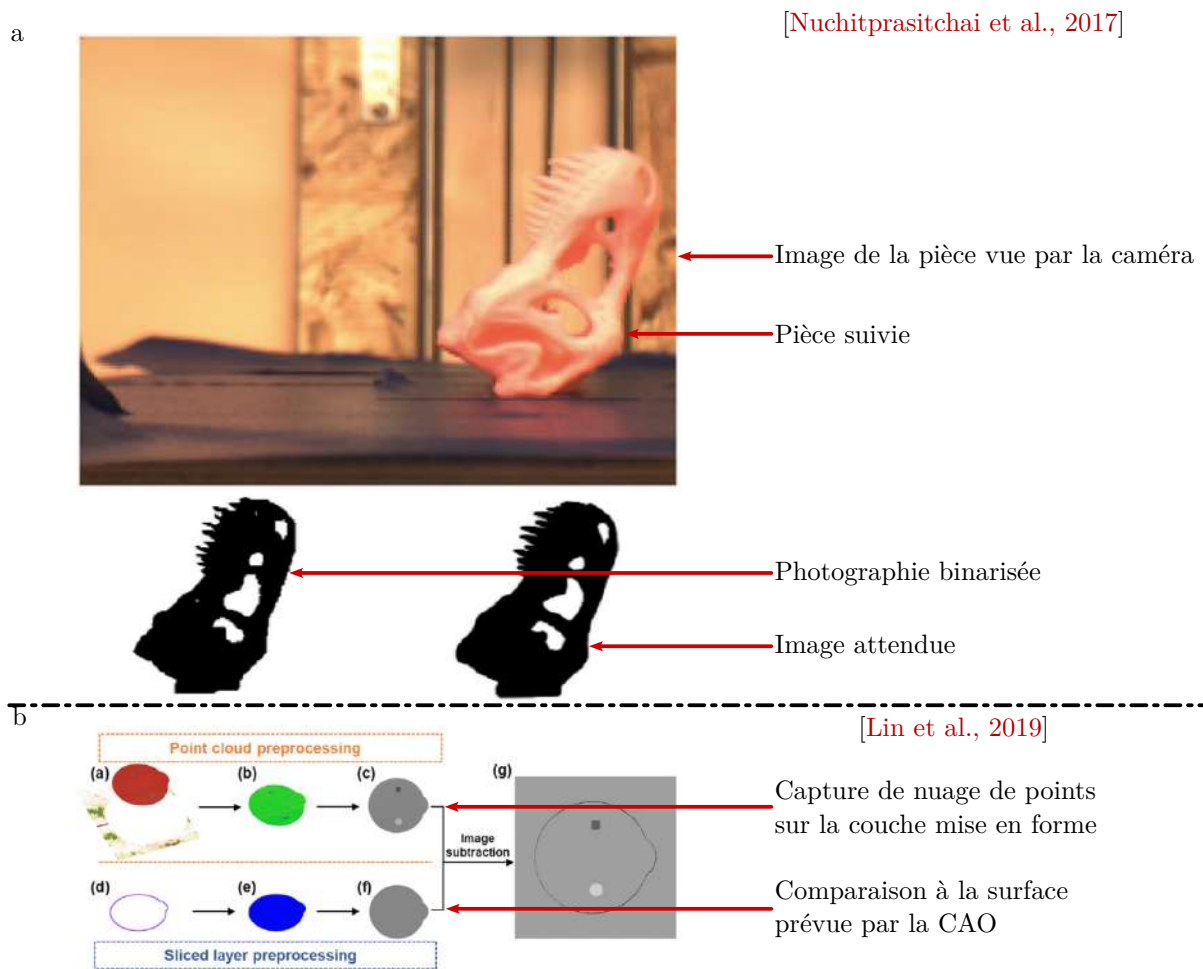 a
[Nuchitprasitchai et al., 2017]
Image de la pièce vue par la caméra
Pièce suivie
Photographie binarisée
Image attendue
b
[Lin et al., 2019]
Point cloud preprocessing
(a)
(b)
(c)
(g)
Capture de nuage de points
sur la couche mise en forme
Image
subtraction
(d)
(e)
(f)
Comparaison à la surface
prévue par la CAO
Sliced layer preprocessing